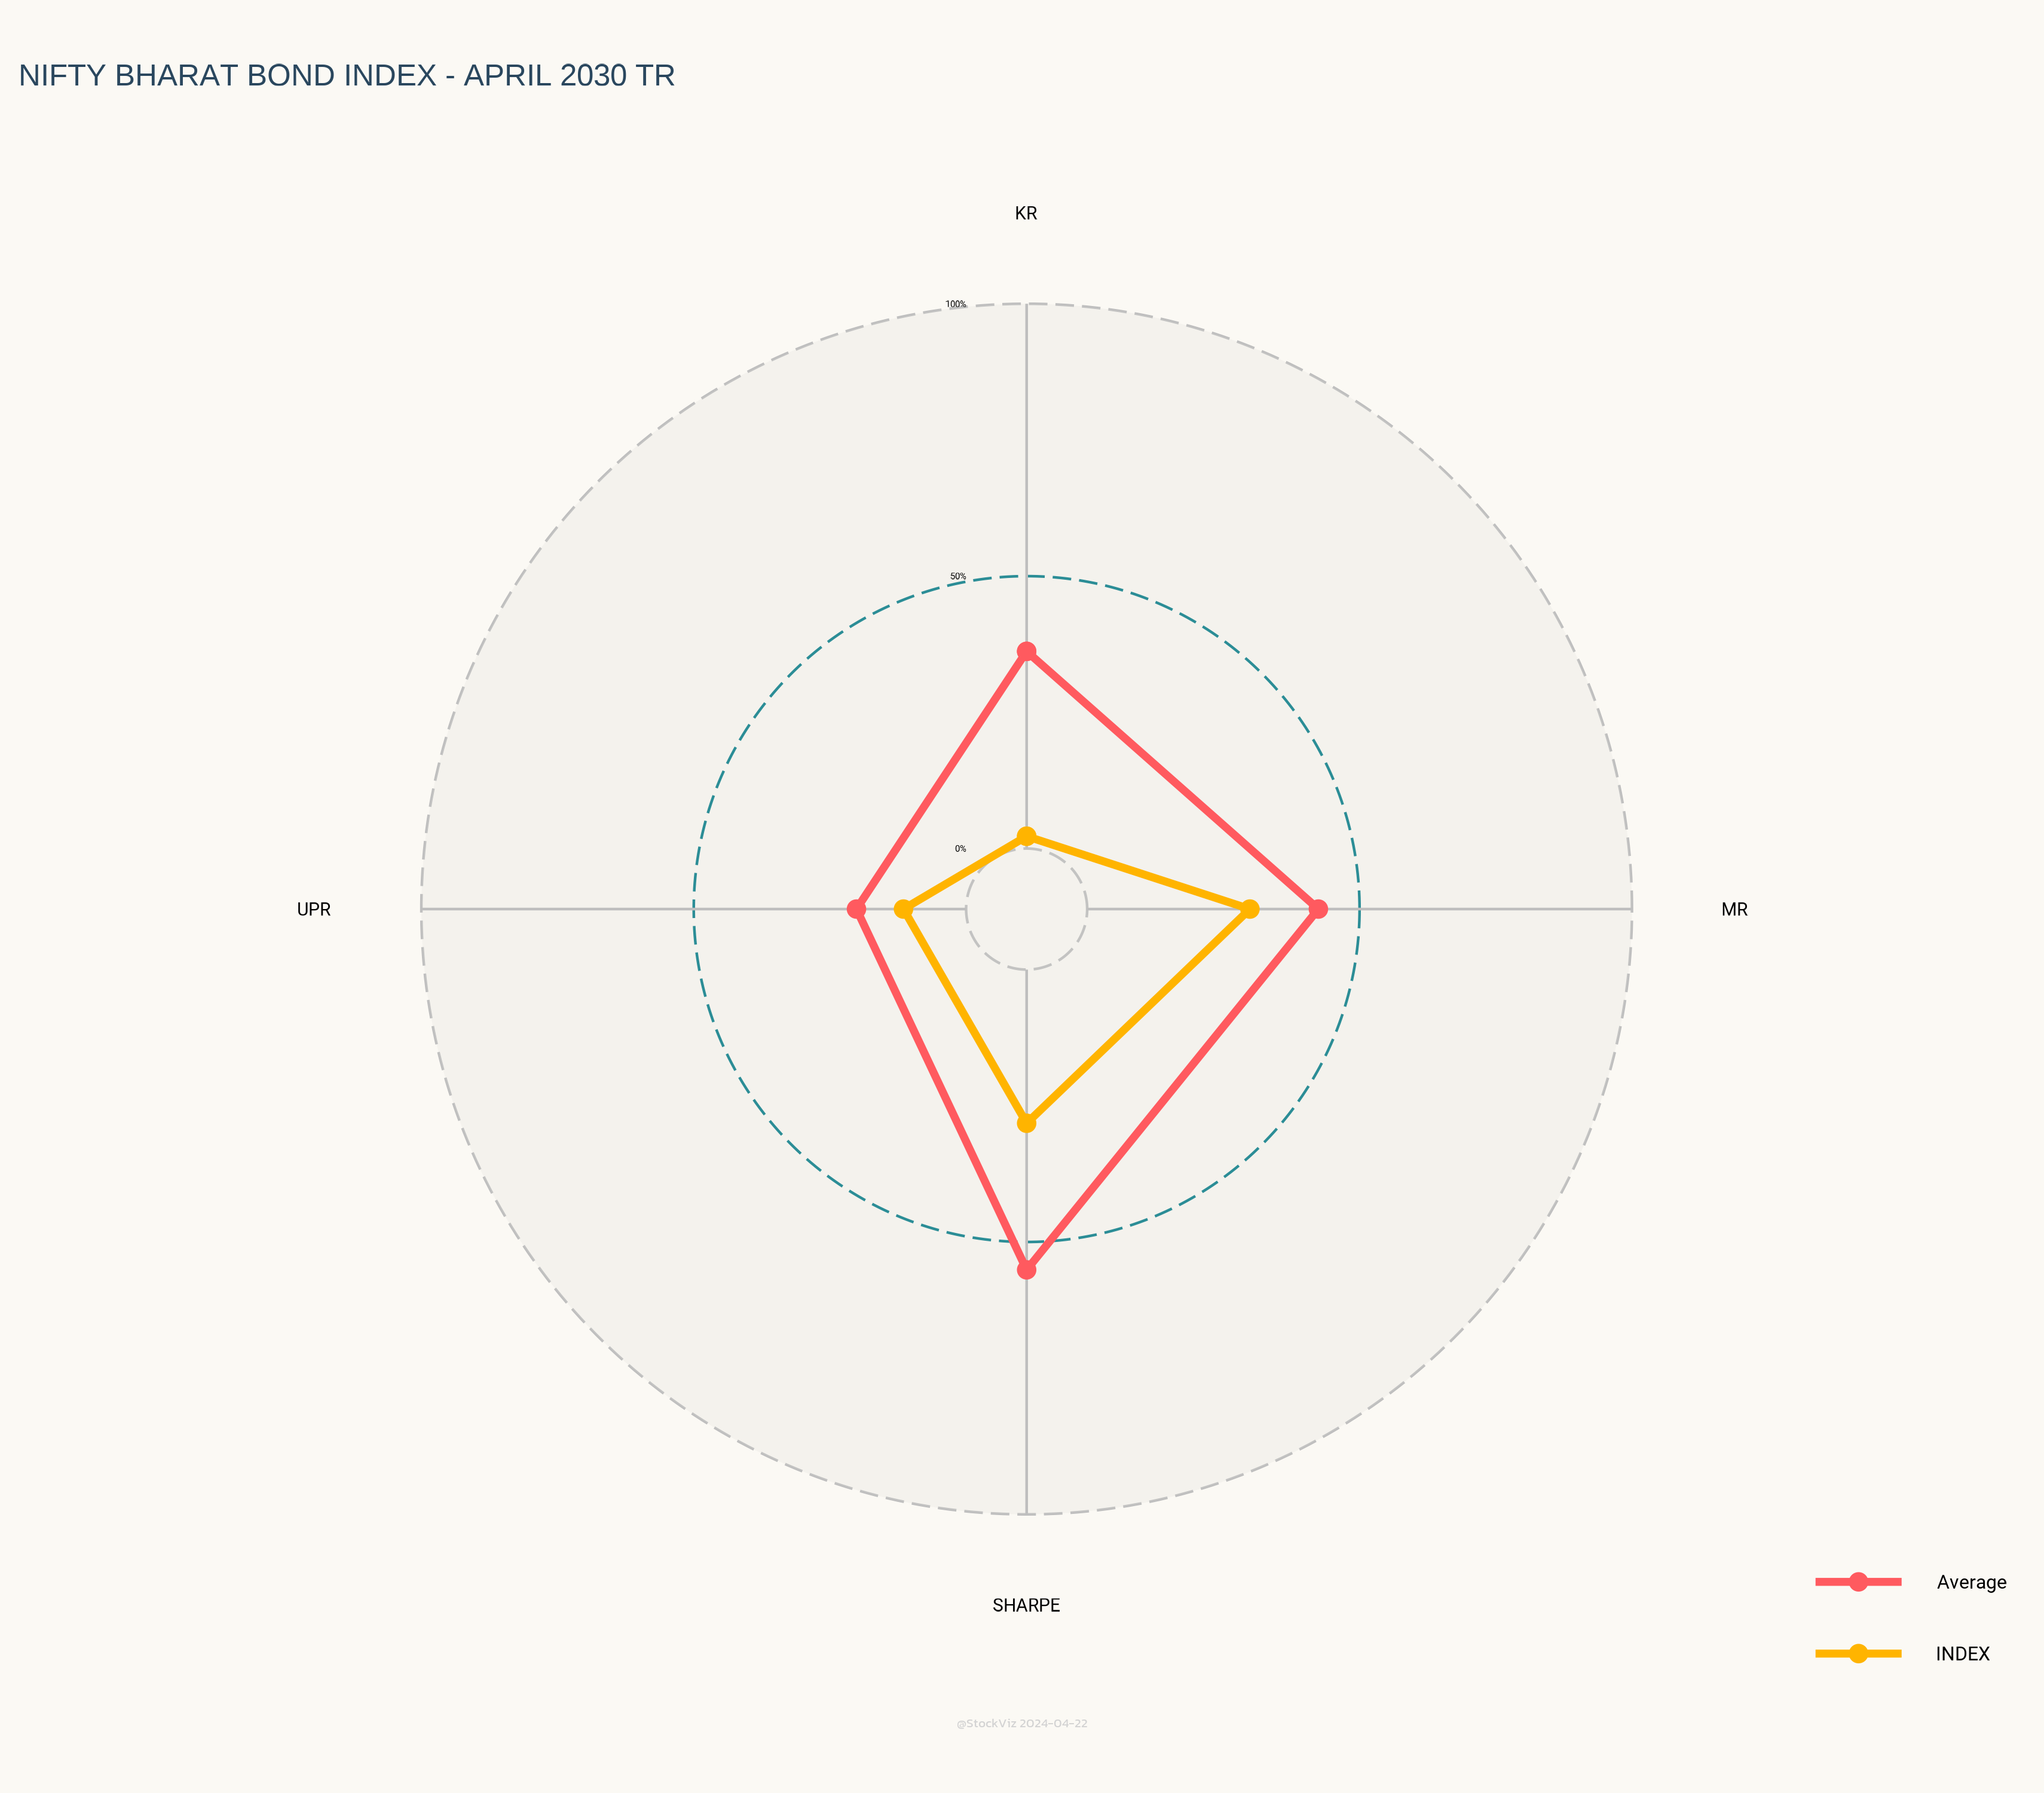 NIFTY BHARAT BOND INDEX - APRIL 2030 TR
KR
100%
50%
0%
UPR
MR
SHARPE
Average
INDEX
@StockViz 2024-04-22